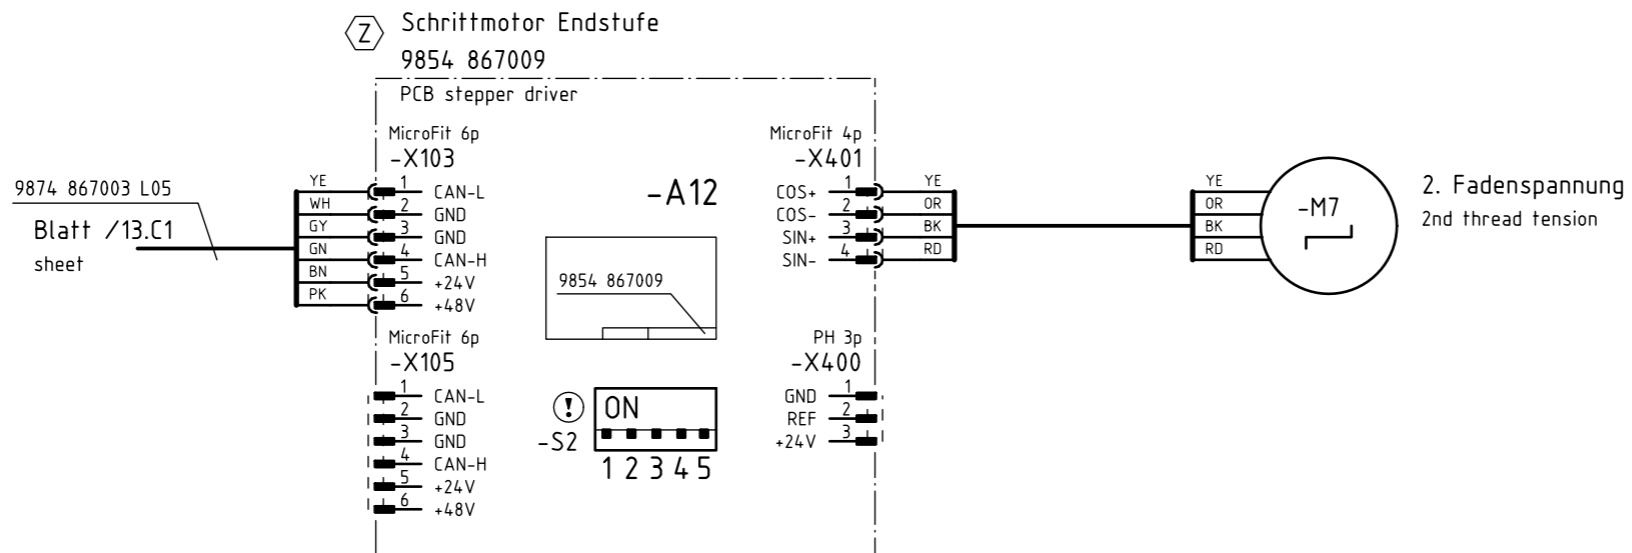 Z
Schrittmotor Endstufe
9854 867009
PCB stepper driver
MicroFit 6p
-X103
9874 867003 L05
Blatt /13.C1
sheet
YE 1 CAN-L
WH 2 GND
GY 3 GND
GN 4 CAN-H
BN 5 +24V
PK 6 +48V
MicroFit 6p
-X105
1 CAN-L
2 GND
3 GND
4 CAN-H
5 +24V
6 +48V
-A12
9854 867009
!
-S2
ON
1 2 3 4 5
MicroFit 4p
-X401
COS+ 1 YE
COS- 2 OR
SIN+ 3 BK
SIN- 4 RD
PH 3p
-X400
GND 1
REF 2
+24V 3
YE
OR
BK
RD
-M7
2. Fadenspannung
2nd thread tension